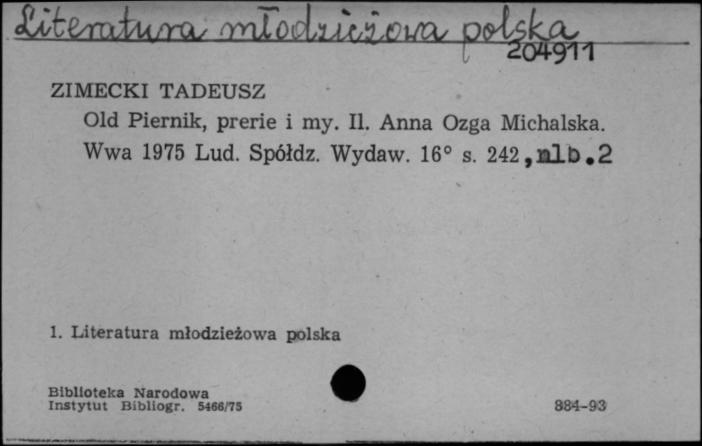 Literatura młodzieżowa polska
204911
ZIMECKI TADEUSZ
Old Piernik, prerie i my. Il. Anna Ozga Michalska.
Wwa 1975 Lud. Spółdz. Wydaw. 16° s. 242, nlb.2
1. Literatura młodzieżowa polska
Biblioteka Narodowa
Instytut Bibliogr. 5466/75
884-93